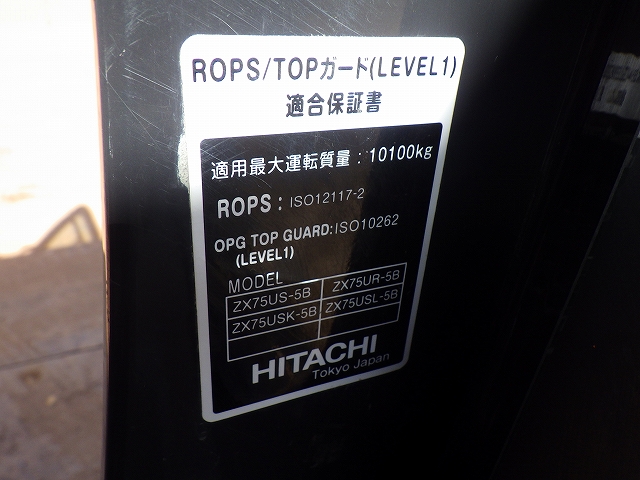 ROPS/TOPガード(LEVEL1)
適合保証書
適用最大運転質量：10100kg
ROPS：ISO12117-2
OPG TOP GUARD:ISO10262
(LEVEL1)
MODEL
ZX75US-5B ZX75UR-5B
ZX75USK-5B ZX75USL-5B
HITACHI
Tokyo Japan